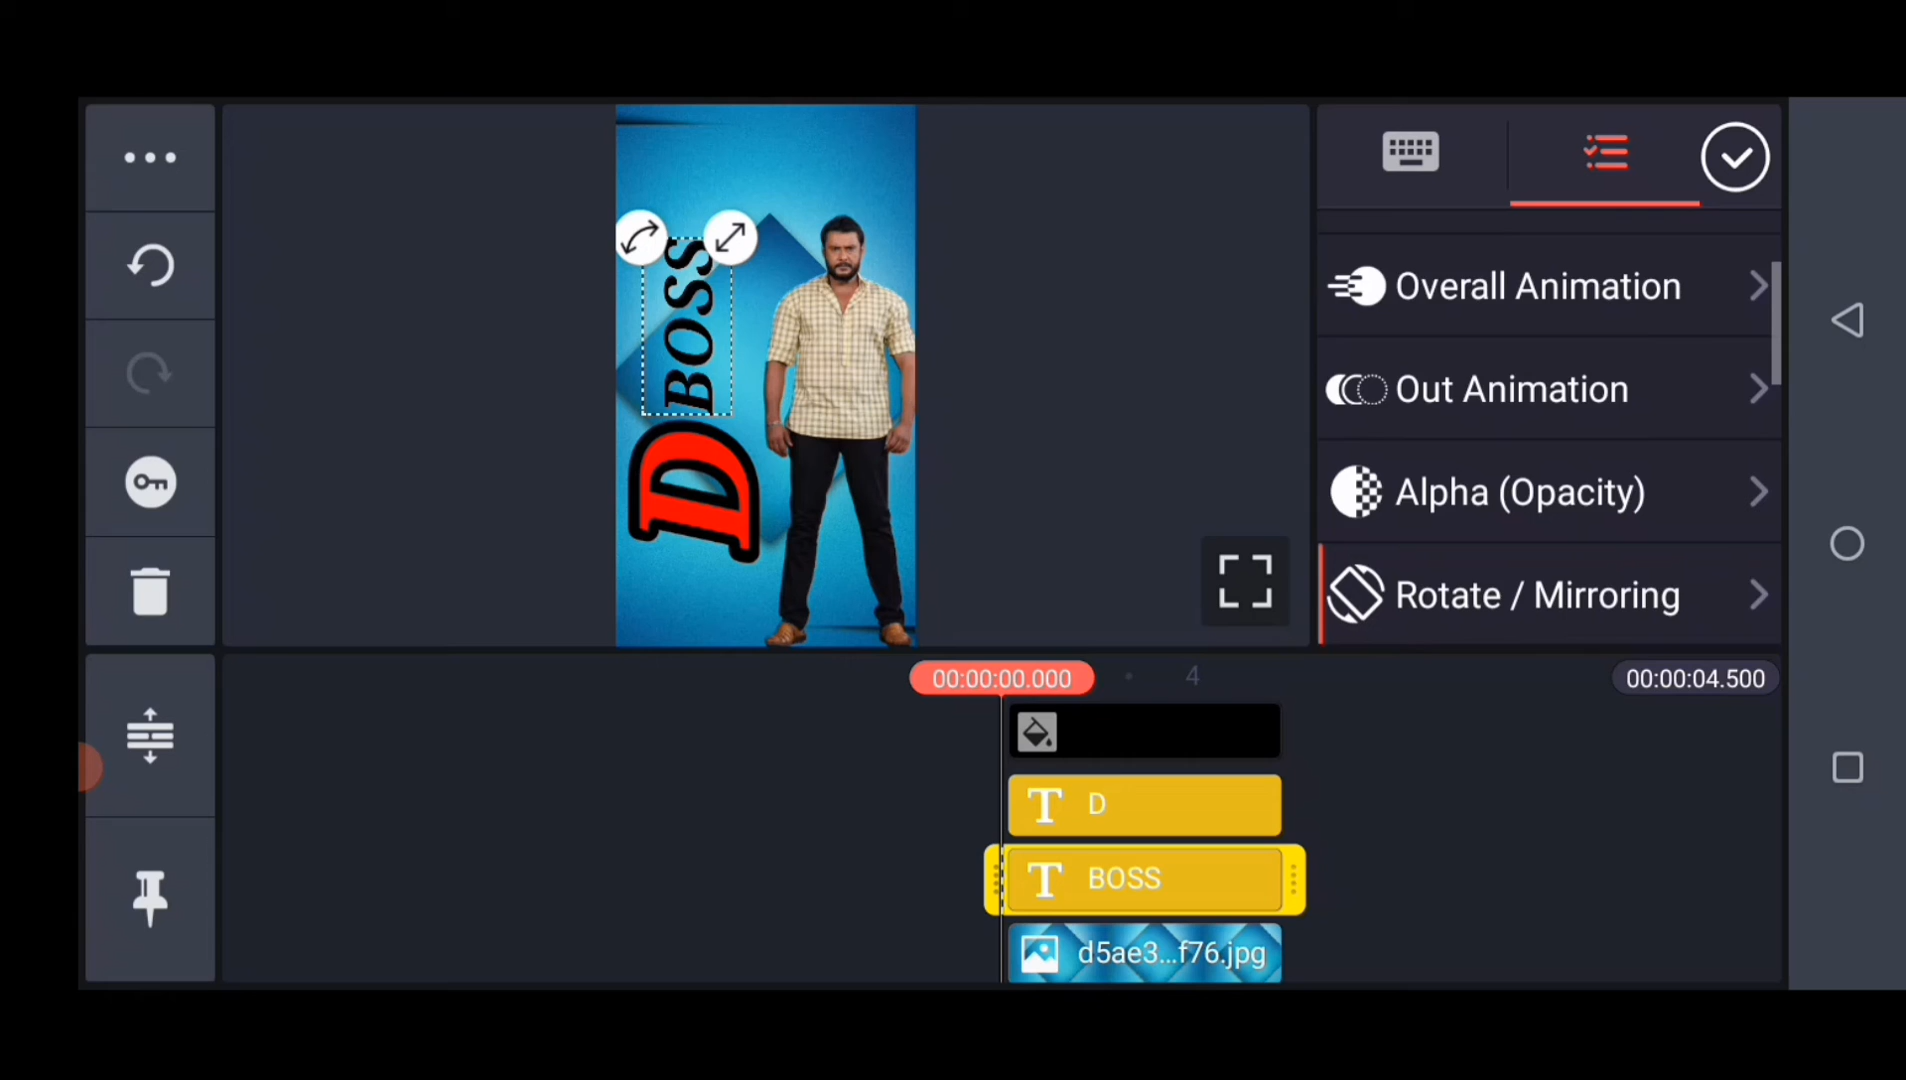 BOSS
D
Overall Animation
Out Animation
Alpha (Opacity)
Rotate / Mirroring
00:00:00.000
4
00:00:04.500
T D
T BOSS
d5ae3...f76.jpg